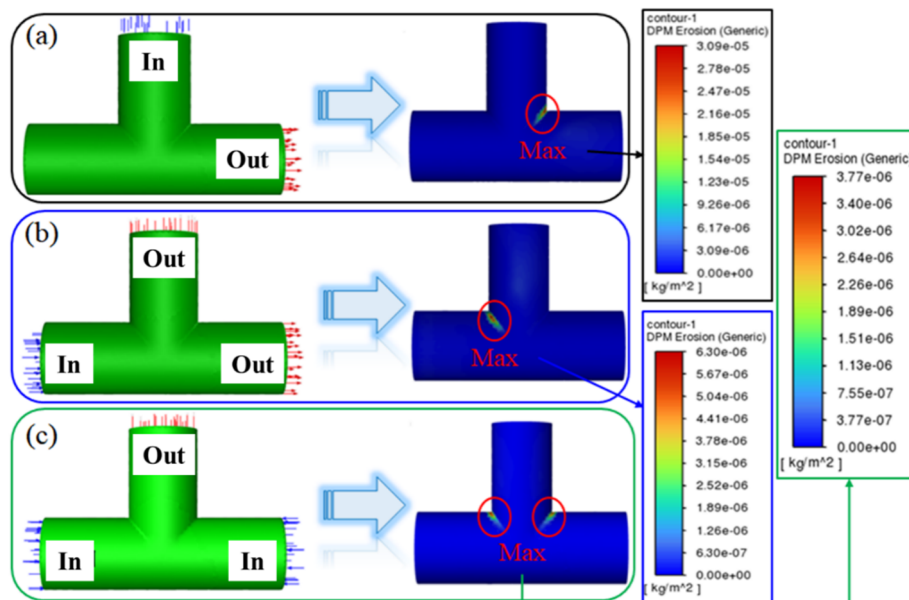 (a)
In
Out
Max
contour-1
DPM Erosion (Generic)
3.09e-05
2.78e-05
2.47e-05
2.16e-05
1.85e-05
1.54e-05
1.23e-05
9.26e-06
6.17e-06
3.09e-06
0.00e+00
[ kg/m^2 ]
(b)
Out
In
Out
Max
contour-1
DPM Erosion (Generic)
6.30e-06
5.67e-06
5.04e-06
4.41e-06
3.78e-06
3.15e-06
2.52e-06
1.89e-06
1.26e-06
6.30e-07
0.00e+00
[ kg/m^2 ]
(c)
Out
In
In
Max
contour-1
DPM Erosion (Generic)
3.77e-06
3.40e-06
3.02e-06
2.64e-06
2.26e-06
1.89e-06
1.51e-06
1.13e-06
7.55e-07
3.77e-07
0.00e+00
[ kg/m^2 ]